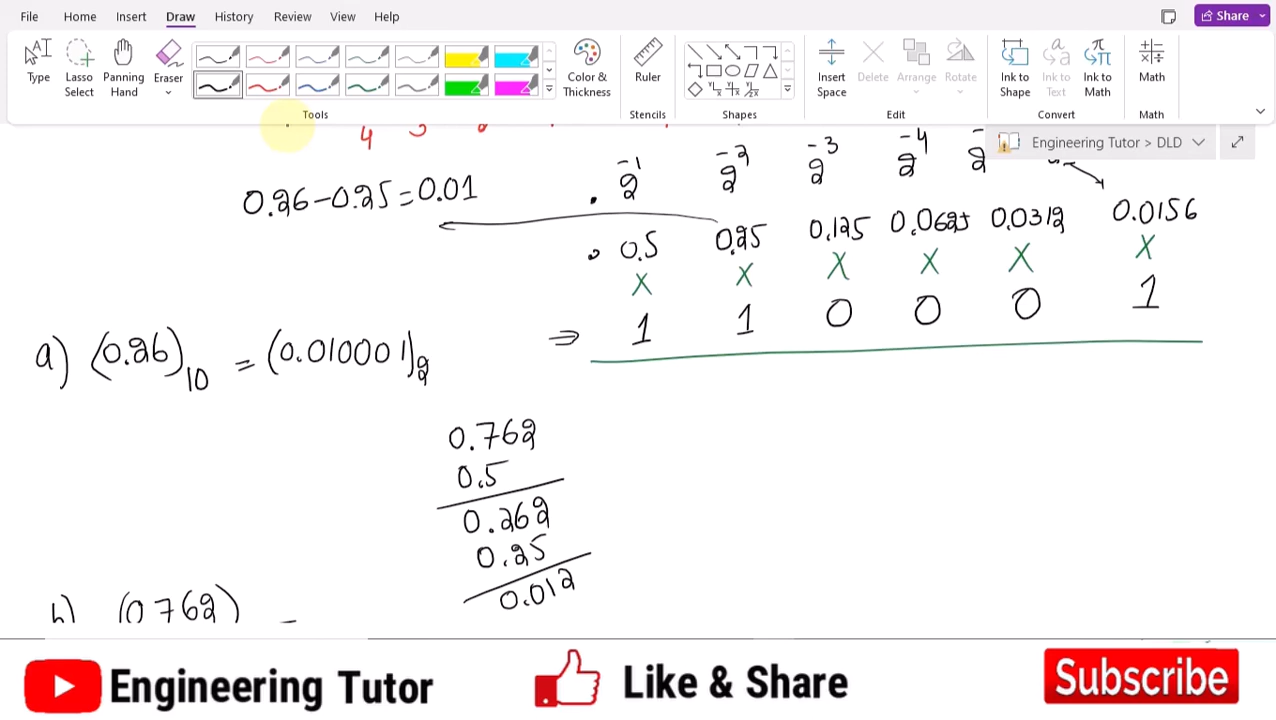 File Home Insert Draw History Review View Help Share
Type Lasso Select Panning Hand Eraser Color & Thickness Ruler Insert Space Delete Arrange Rotate Ink to Shape Ink to Text Ink to Math Math
Tools Stencils Shapes Edit Convert Math
Engineering Tutor > DLD
4 3
. 2⁻¹ 2⁻² 2⁻³ 2⁻⁴ 2
0.26-0.25=0.01
. 0.5 0.25 0.125 0.0625 0.0312 0.0156
X X X X X X
⇒ 1 1 0 0 0 1
a) (0.26)₁₀ = (0.010001)₂
0.762
0.5
0.262
0.25
0.012
b) (0.762) =
Engineering Tutor Like & Share Subscribe